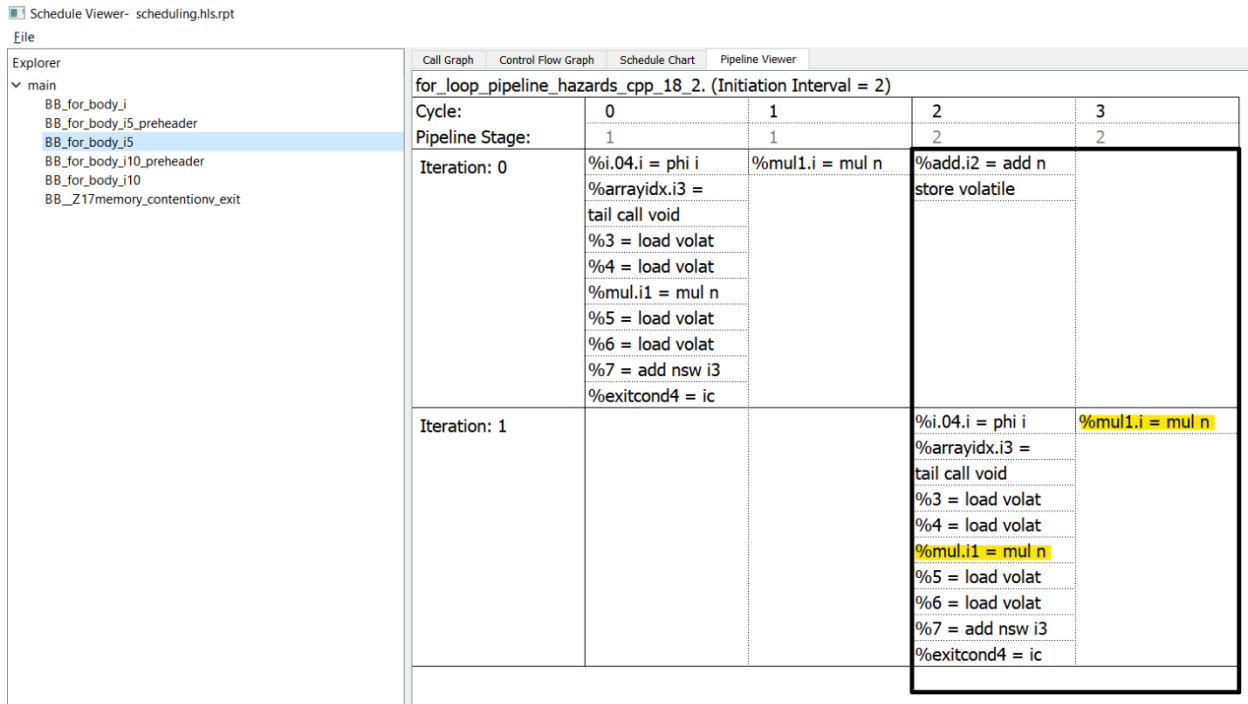 Schedule Viewer- scheduling.hls.rpt
File
Explorer
main
BB_for_body_i
BB_for_body_i5_preheader
BB_for_body_i5
BB_for_body_i10_preheader
BB_for_body_i10
BB__Z17memory_contentionv_exit
Call Graph Control Flow Graph Schedule Chart Pipeline Viewer
for_loop_pipeline_hazards_cpp_18_2. (Initiation Interval = 2)
Cycle: 0 1 2 3
Pipeline Stage: 1 1 2 2
Iteration: 0 %i.04.i = phi i %mul1.i = mul n %add.i2 = add n
%arrayidx.i3 = store volatile
tail call void
%3 = load volat
%4 = load volat
%mul.i1 = mul n
%5 = load volat
%6 = load volat
%7 = add nsw i3
%exitcond4 = ic
Iteration: 1 %i.04.i = phi i %mul1.i = mul n
%arrayidx.i3 =
tail call void
%3 = load volat
%4 = load volat
%mul.i1 = mul n
%5 = load volat
%6 = load volat
%7 = add nsw i3
%exitcond4 = ic